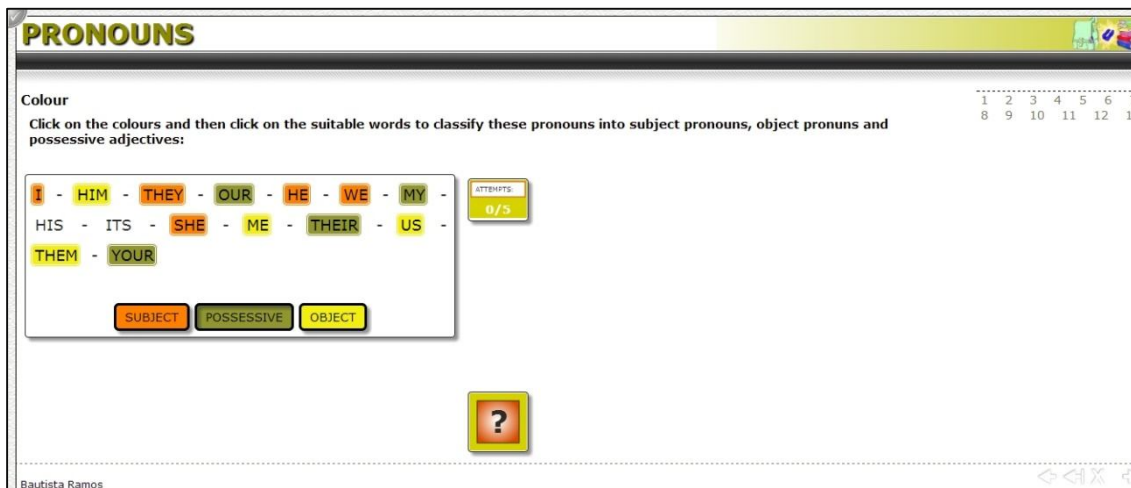 PRONOUNS
Colour
1 2 3 4 5 6
8 9 10 11 12
Click on the colours and then click on the suitable words to classify these pronouns into subject pronouns, object pronuns and
possessive adjectives:
I - HIM - THEY - OUR - HE - WE - MY -
HIS - ITS - SHE - ME - THEIR - US -
THEM - YOUR
ATTEMPTS:
0/5
SUBJECT POSSESSIVE OBJECT
?
Bautista Ramos